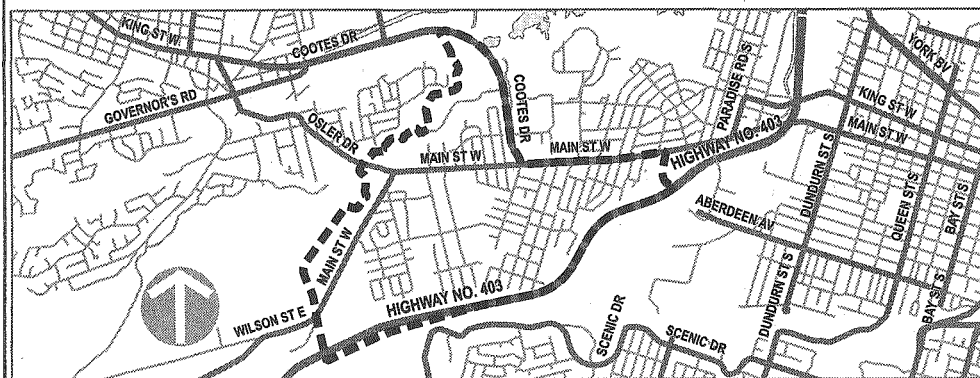 KING ST W
COOTES DR
GOVERNOR'S RD
OSLER DR
COOTES DR
MAIN ST W
MAIN ST W
PARADISE RD S
HIGHWAY NO. 403
YORK BV
KING ST W
MAIN ST W
DUNDURN ST S
QUEEN ST S
BAY ST S
ABERDEEN AV
MAIN ST W
HIGHWAY NO. 403
WILSON ST E
SCENIC DR
SCENIC DR
DUNDURN ST S
BAY ST S